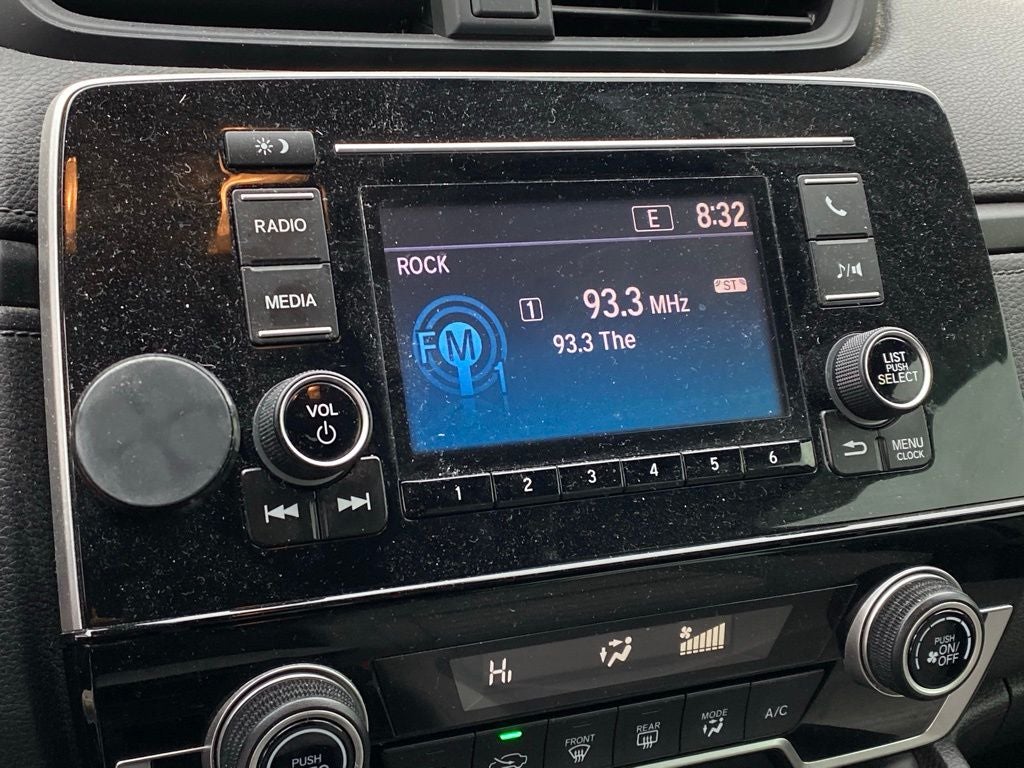 RADIO
MEDIA
VOL
E 8:32
ROCK
1 93.3 MHz ST
93.3 The
FM
1
LIST
PUSH
SELECT
MENU
CLOCK
1 2 3 4 5 6
Hi
PUSH
ON/
OFF
FRONT
REAR
MODE
A/C
PUSH